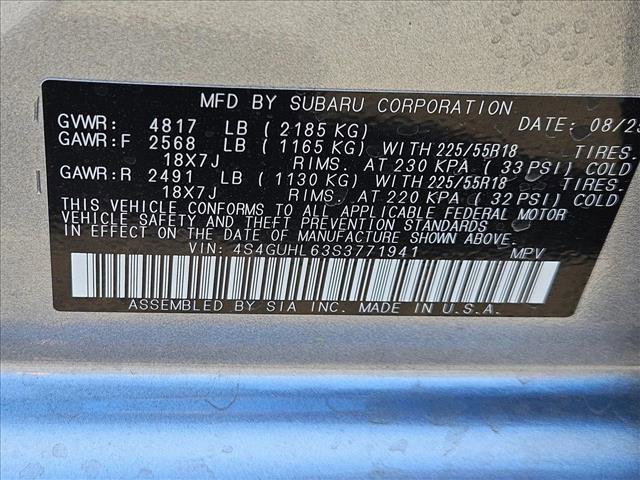 MFD BY SUBARU CORPORATION
GVWR: 4817 LB ( 2185 KG) DATE: 08/25
GAWR:F 2568 LB ( 1165 KG) WITH 225/55R18 TIRES.
18X7J RIMS. AT 230 KPA ( 33 PSI) COLD
GAWR:R 2491 LB ( 1130 KG) WITH 225/55R18 TIRES.
18X7J RIMS. AT 220 KPA ( 32 PSI) COLD
THIS VEHICLE CONFORMS TO ALL APPLICABLE FEDERAL MOTOR
VEHICLE SAFETY AND THEFT PREVENTION STANDARDS
IN EFFECT ON THE DATE OF MANUFACTURE SHOWN ABOVE.
VIN: 4S4GUHL63S3771941 MPV
ASSEMBLED BY SIA INC. MADE IN U.S.A.